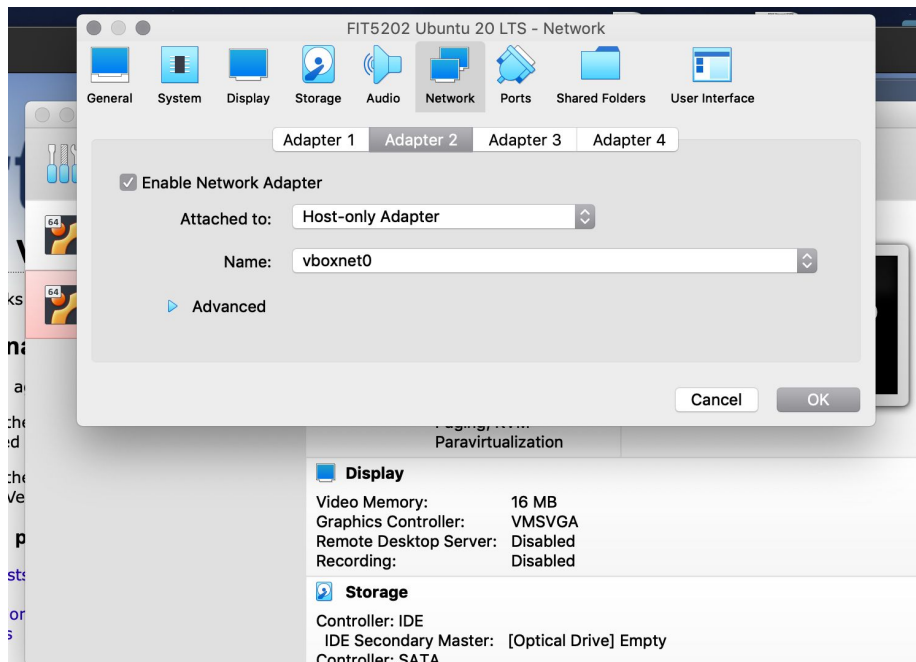 FIT5202 Ubuntu 20 LTS - Network
General System Display Storage Audio Network Ports Shared Folders User Interface
Adapter 1 Adapter 2 Adapter 3 Adapter 4
Enable Network Adapter
Attached to: Host-only Adapter
Name: vboxnet0
Advanced
Cancel OK
64
64
Paravirtualization
Display
Video Memory: 16 MB
Graphics Controller: VMSVGA
Remote Desktop Server: Disabled
Recording: Disabled
Storage
Controller: IDE
IDE Secondary Master: [Optical Drive] Empty
Controller: SATA